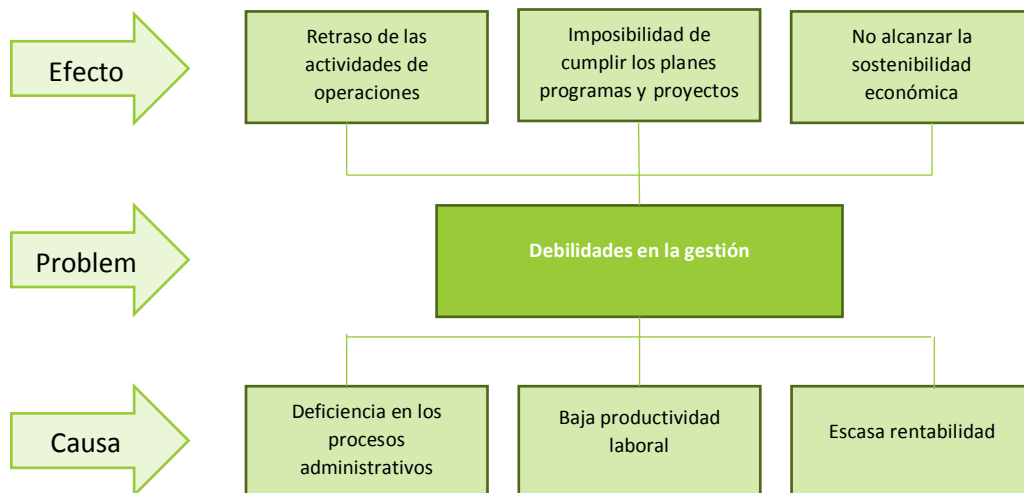 Efecto
Retraso de las
actividades de
operaciones
Imposibilidad de
cumplir los planes
programas y proyectos
No alcanzar la
sostenibilidad
económica
Problem
Debilidades en la gestión
Causa
Deficiencia en los
procesos
administrativos
Baja productividad
laboral
Escasa rentabilidad